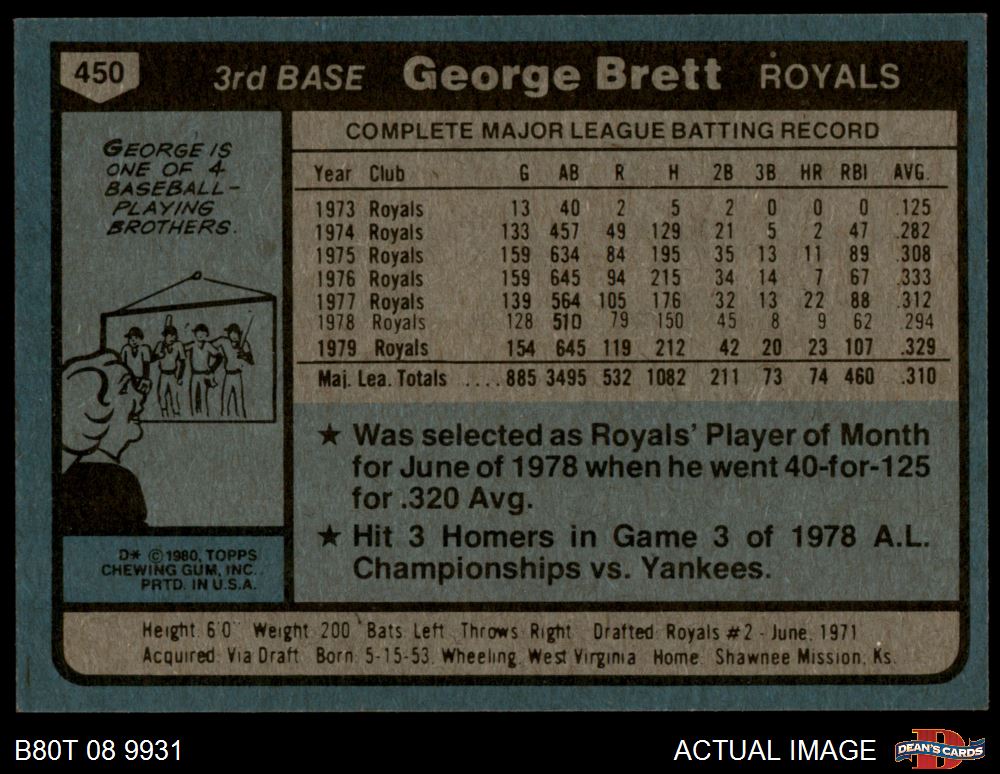 450 3rd BASE George Brett ROYALS
GEORGE IS
ONE OF 4
BASEBALL-
PLAYING
BROTHERS.
COMPLETE MAJOR LEAGUE BATTING RECORD
Year Club G AB R H 2B 3B HR RBI AVG.
1973 Royals 13 40 2 5 2 0 0 0 .125
1974 Royals 133 457 49 129 21 5 2 47 .282
1975 Royals 159 634 84 195 35 13 11 89 .308
1976 Royals 159 645 94 215 34 14 7 67 .333
1977 Royals 139 564 105 176 32 13 22 88 .312
1978 Royals 128 510 79 150 45 8 9 62 .294
1979 Royals 154 645 119 212 42 20 23 107 .329
Maj. Lea. Totals ....885 3495 532 1082 211 73 74 460 .310
★ Was selected as Royals' Player of Month
for June of 1978 when he went 40-for-125
for .320 Avg.
★ Hit 3 Homers in Game 3 of 1978 A.L.
Championships vs. Yankees.
D* © 1980, TOPPS
CHEWING GUM, INC.
PRTD. IN U.S.A.
Height 6'0" Weight 200 Bats Left Throws Right Drafted Royals #2 - June, 1971
Acquired Via Draft Born 5-15-53, Wheeling, West Virginia Home Shawnee Mission, Ks.
B80T 08 9931 ACTUAL IMAGE D DEAN'S CARDS